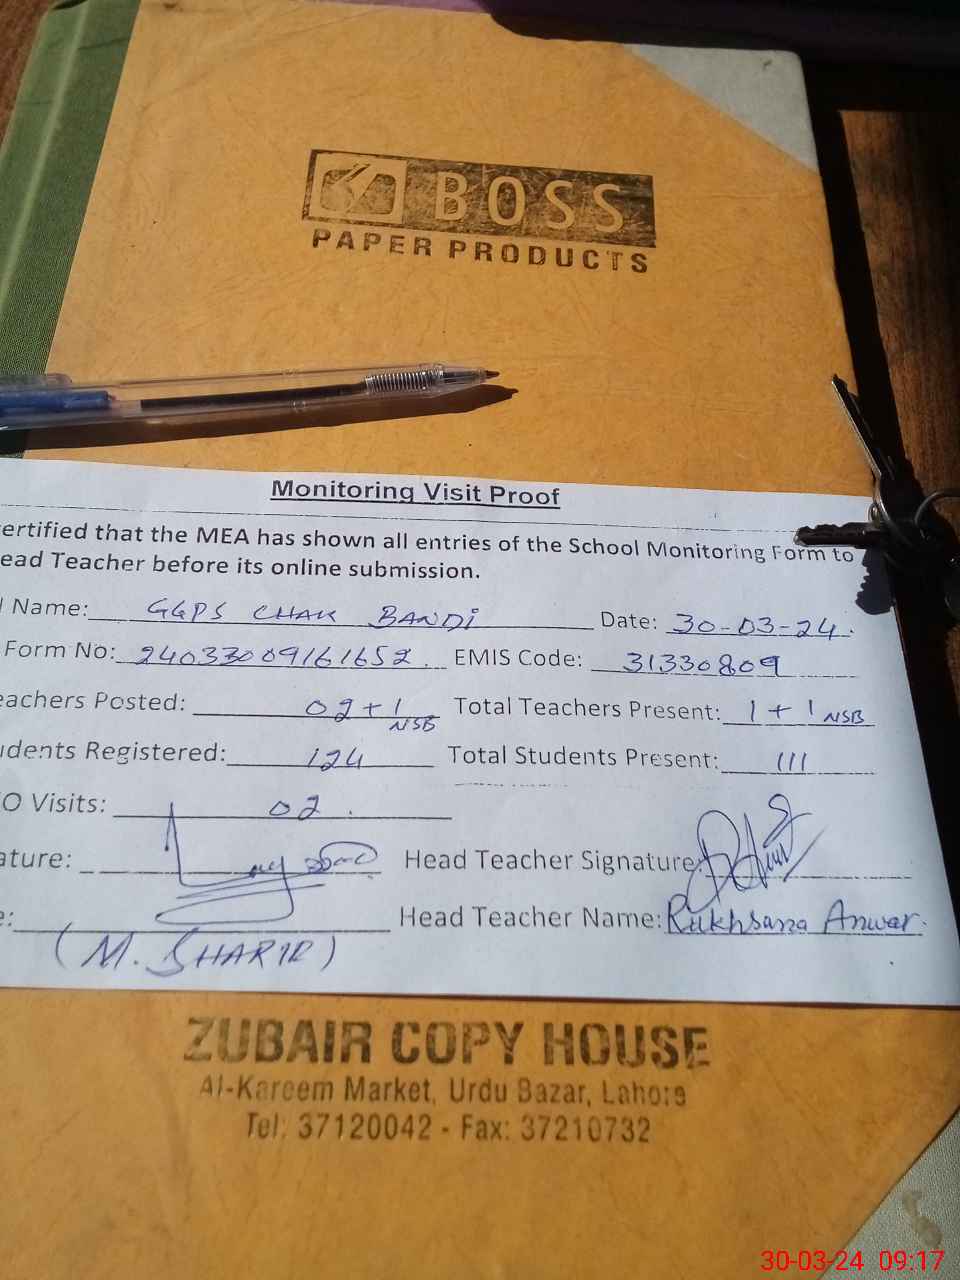 BOSS
PAPER PRODUCTS
Monitoring Visit Proof
ertified that the MEA has shown all entries of the School Monitoring Form to
ead Teacher before its online submission.
l Name: GGPS CHAK BANDi Date: 30-03-24.
Form No: 24033009161652 EMIS Code: 31330809
eachers Posted: 02+1 NSB Total Teachers Present: 1+1 NSB
udents Registered: 124 Total Students Present: 111
O Visits: 02.
ature: Head Teacher Signature:
e: Head Teacher Name: Rukhsana Anwar.
(M. SHARIF)
ZUBAIR COPY HOUSE
Al-Kareem Market, Urdu Bazar, Lahore
Tel: 37120042 - Fax: 37210732
30-03-24 09:17